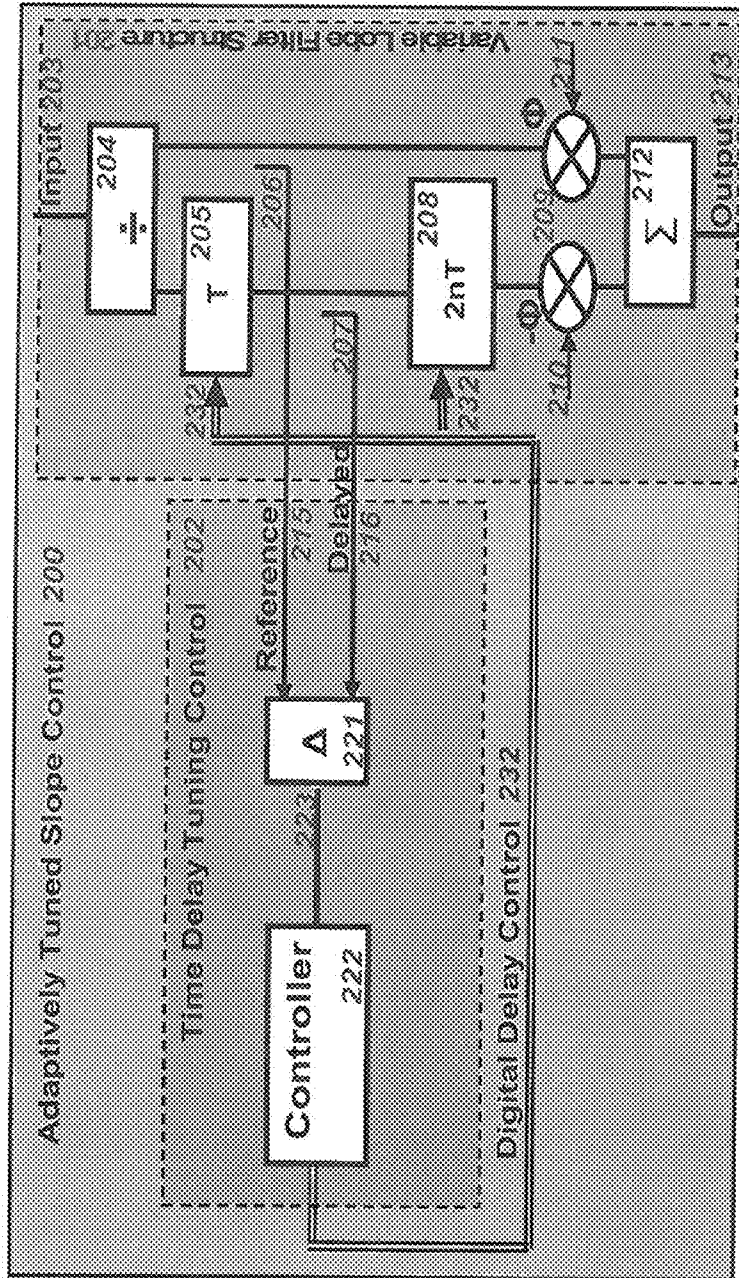 Adaptively Tuned Slope Control 200
Time Delay Tuning Control 202
Controller
222
223
Δ
221
Reference
215
Delayed
216
Digital Delay Control 232
Variable Lobe Filter Structure 201
Input 203
÷
204
T
205
232
206
207
2nT
208
232
209
-Φ
Φ
210
211
Σ
212
Output 213